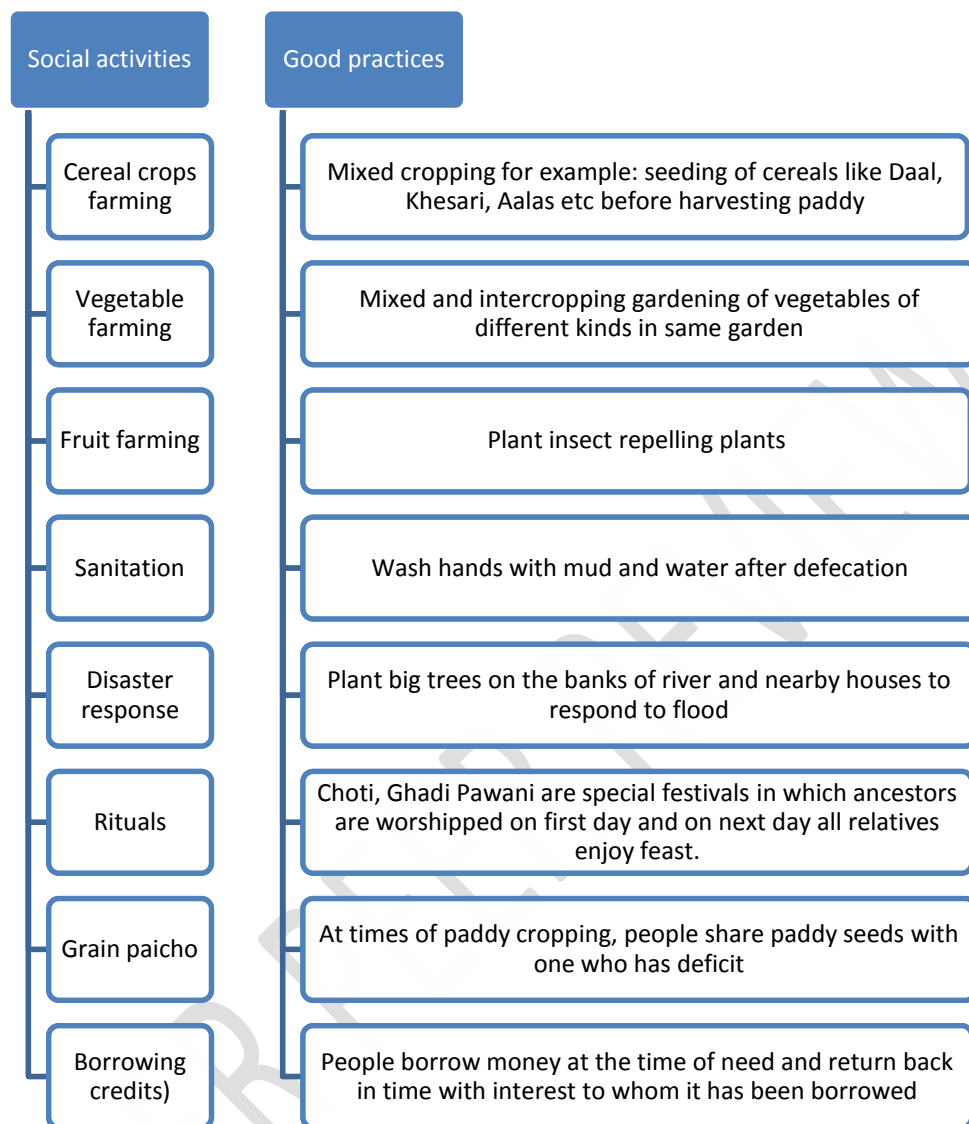 Social activities
Good practices
Cereal crops
farming
Mixed cropping for example: seeding of cereals like Daal,
Khesari, Aalas etc before harvesting paddy
Vegetable
farming
Mixed and intercropping gardening of vegetables of
different kinds in same garden
Fruit farming
Plant insect repelling plants
Sanitation
Wash hands with mud and water after defecation
Disaster
response
Plant big trees on the banks of river and nearby houses to
respond to flood
Rituals
Choti, Ghadi Pawani are special festivals in which ancestors
are worshipped on first day and on next day all relatives
enjoy feast.
Grain paicho
At times of paddy cropping, people share paddy seeds with
one who has deficit
Borrowing
credits)
People borrow money at the time of need and return back
in time with interest to whom it has been borrowed